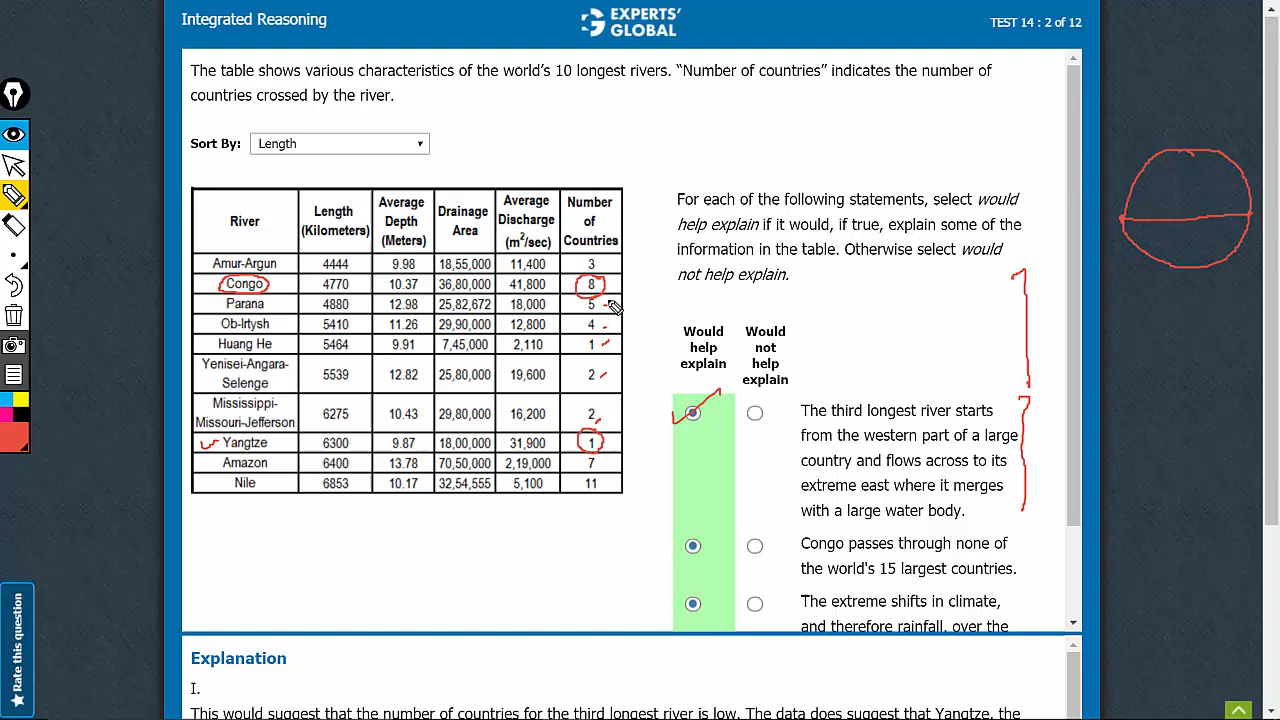 Integrated Reasoning
EXPERTS'
GLOBAL
TEST 14 : 2 of 12
The table shows various characteristics of the world's 10 longest rivers. "Number of countries" indicates the number of
countries crossed by the river.
Sort By: Length
River Length (Kilometers) Average Depth (Meters) Drainage Area Average Discharge (m²/sec) Number of Countries
Amur-Argun 4444 9.98 18,55,000 11,400 3
Congo 4770 10.37 36,80,000 41,800 8
Parana 4880 12.98 25,82,672 18,000 5
Ob-Irtysh 5410 11.26 29,90,000 12,800 4
Huang He 5464 9.91 7,45,000 2,110 1
Yenisei-Angara-
Selenge 5539 12.82 25,80,000 19,600 2
Mississippi-
Missouri-Jefferson 6275 10.43 29,80,000 16,200 2
Yangtze 6300 9.87 18,00,000 31,900 1
Amazon 6400 13.78 70,50,000 2,19,000 7
Nile 6853 10.17 32,54,555 5,100 11
For each of the following statements, select would
help explain if it would, if true, explain some of the
information in the table. Otherwise select would
not help explain.
Would help explain
Would not help explain
The third longest river starts
from the western part of a large
country and flows across to its
extreme east where it merges
with a large water body.
Congo passes through none of
the world's 15 largest countries.
The extreme shifts in climate,
and therefore rainfall, over the
Explanation
I.
This would suggest that the number of countries for the third longest river is low. The data does suggest that Yangtze, the
Rate this question